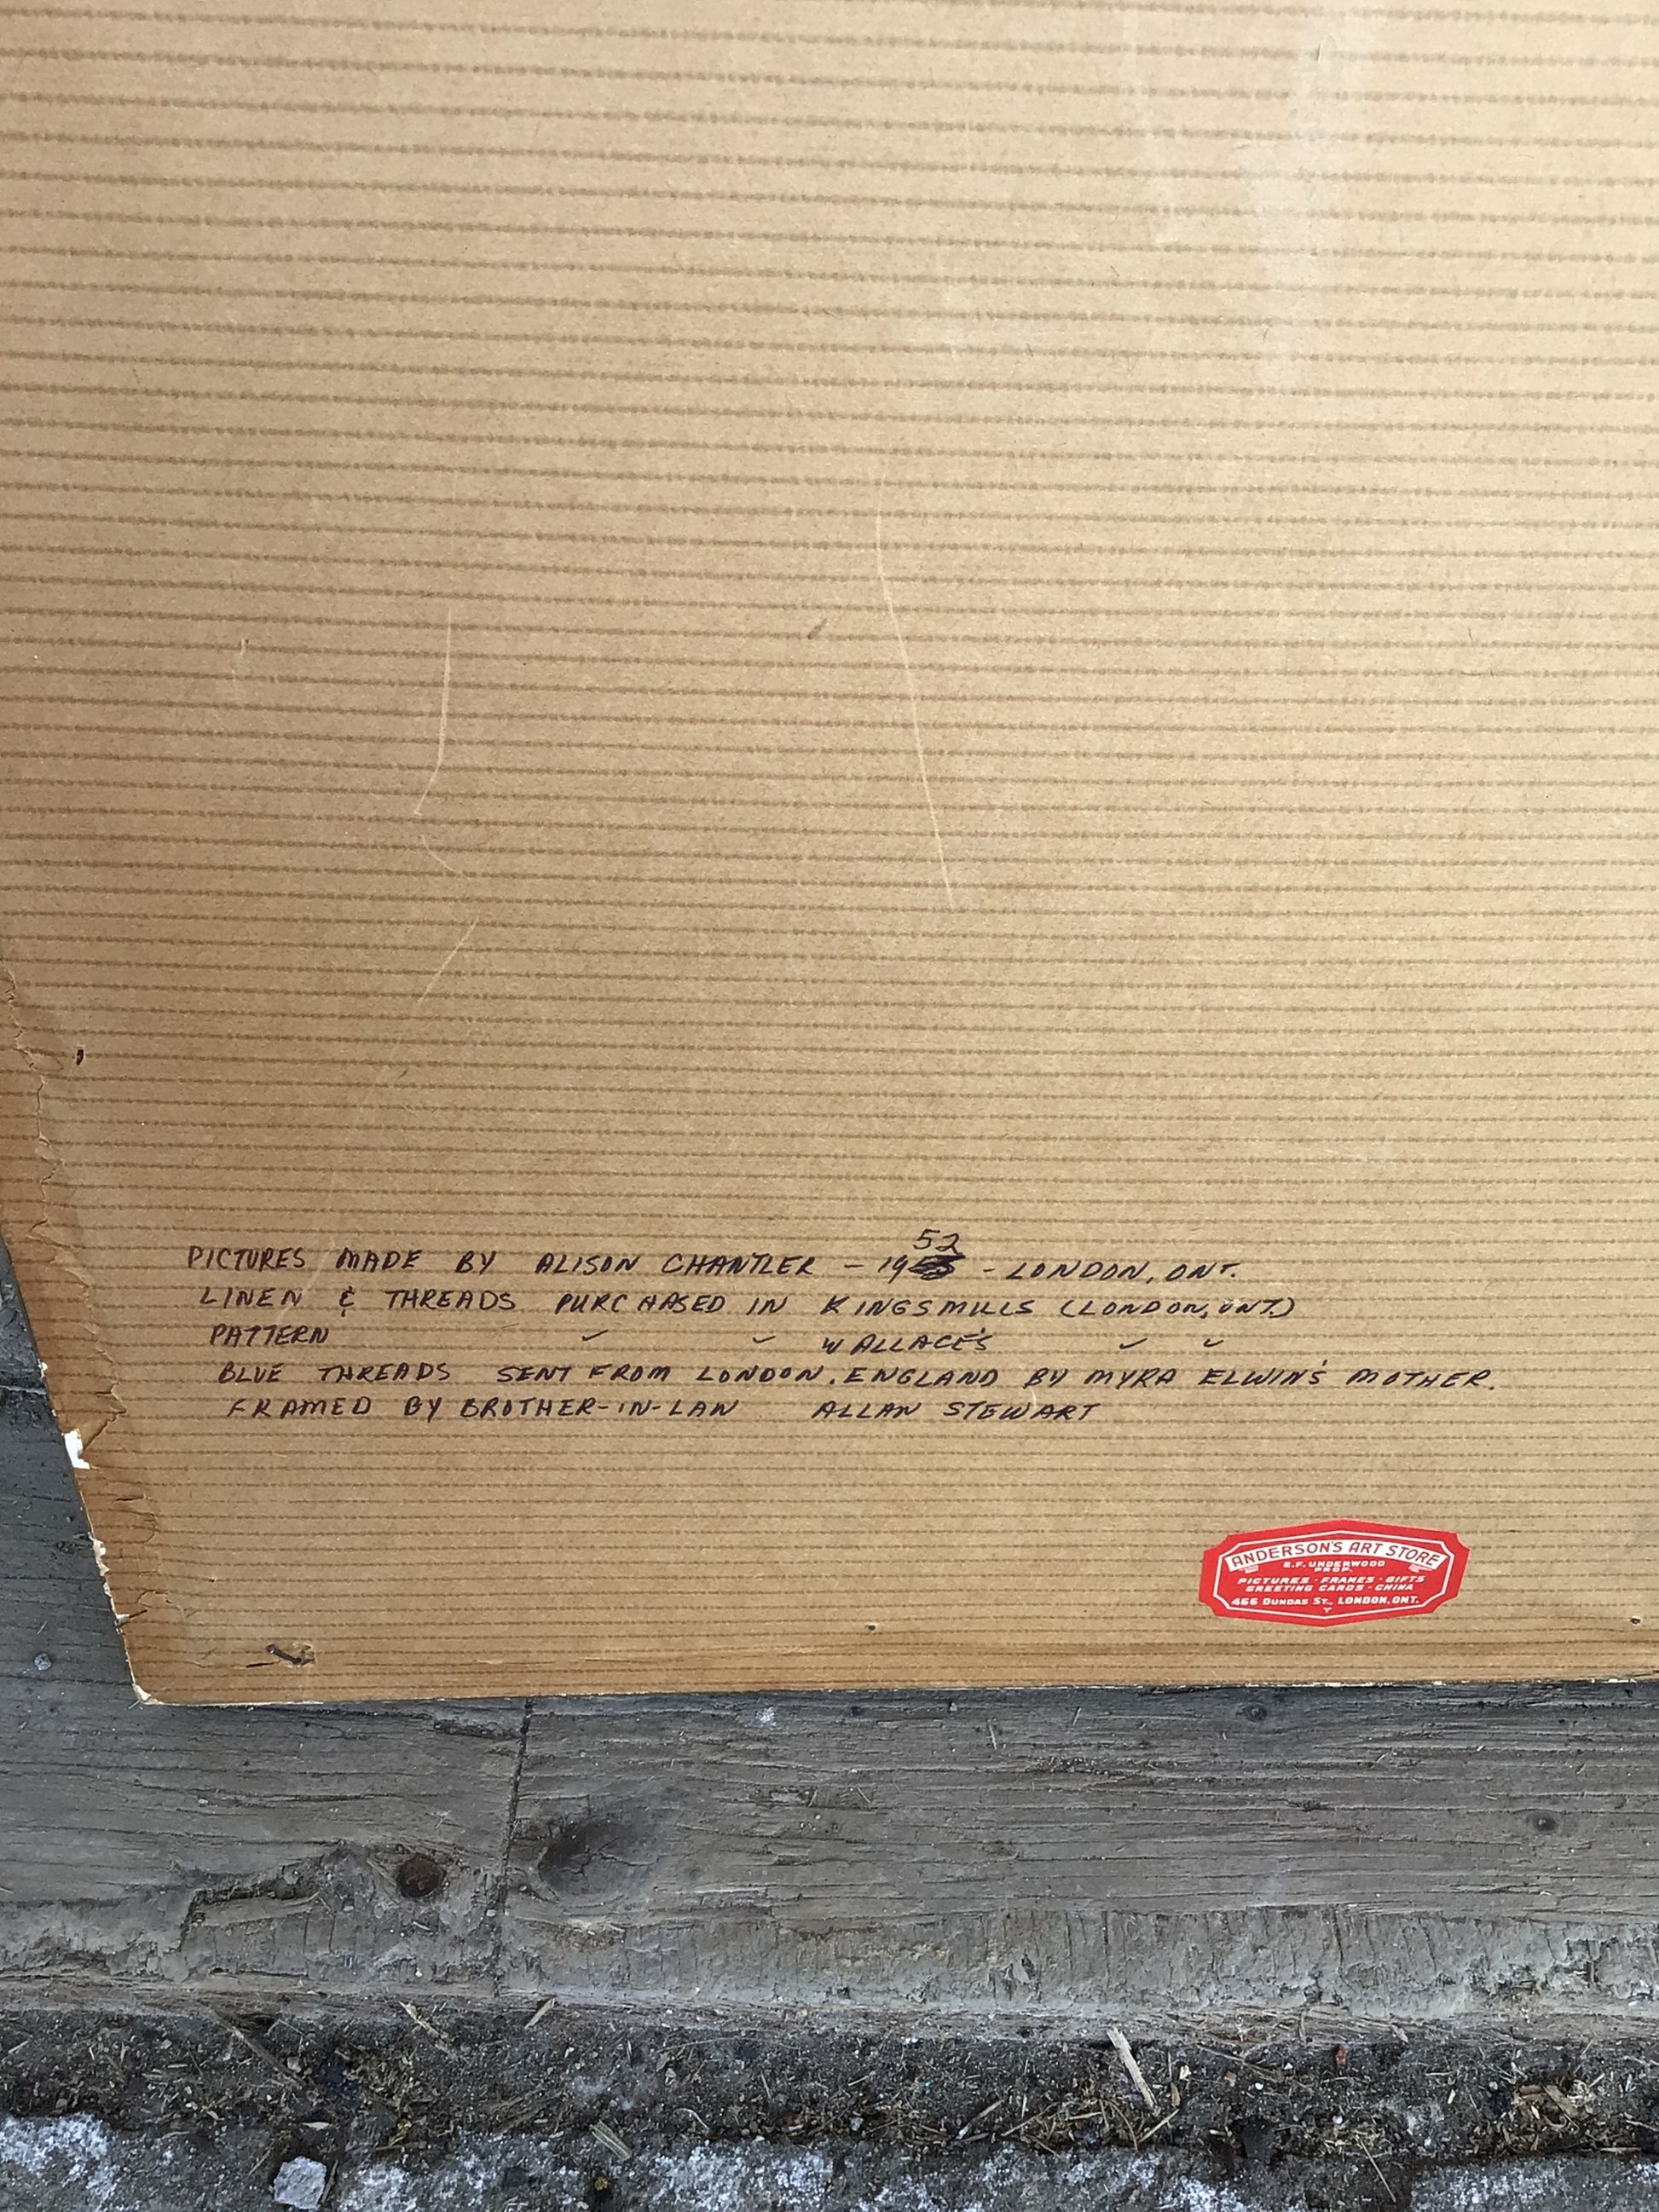 PICTURES MADE BY ALISON CHANTLER - 1952 - LONDON, ONT.
LINEN & THREADS PURCHASED IN KINGSMILLS (LONDON, ONT.)
PATTERN ✓ ✓ WALLACE'S ✓ ✓
BLUE THREADS SENT FROM LONDON, ENGLAND BY MYRA ELWIN'S MOTHER.
FRAMED BY BROTHER-IN-LAW ALLAN STEWART
ANDERSON'S ART STORE
E.F. UNDERWOOD
PROP.
PICTURES · FRAMES · GIFTS
GREETING CARDS · CHINA
466 DUNDAS ST., LONDON, ONT.